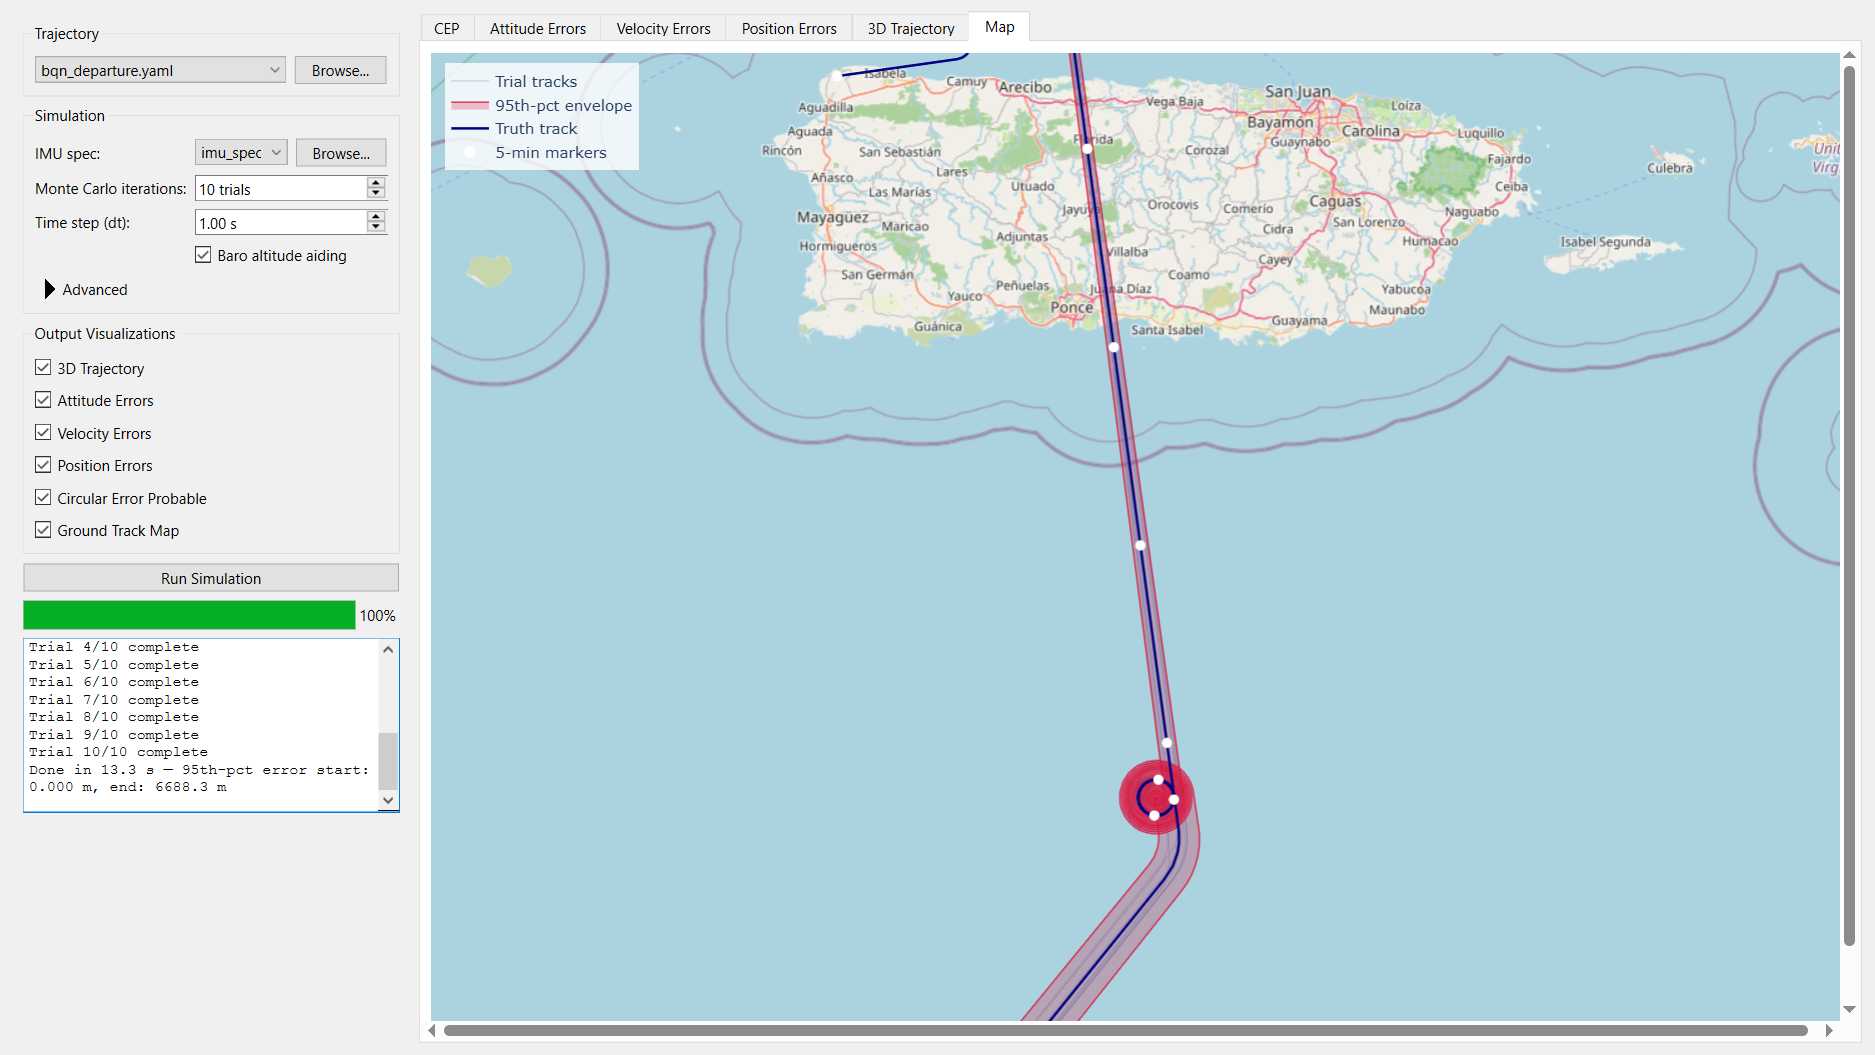 Trajectory
bqn_departure.yaml
Browse...
Simulation
IMU spec:
imu_spec
Browse...
Monte Carlo iterations:
10 trials
Time step (dt):
1.00 s
Baro altitude aiding
Advanced
Output Visualizations
3D Trajectory
Attitude Errors
Velocity Errors
Position Errors
Circular Error Probable
Ground Track Map
Run Simulation
100%
Trial 4/10 complete
Trial 5/10 complete
Trial 6/10 complete
Trial 7/10 complete
Trial 8/10 complete
Trial 9/10 complete
Trial 10/10 complete
Done in 13.3 s — 95th-pct error start:
0.000 m, end: 6688.3 m
CEP
Attitude Errors
Velocity Errors
Position Errors
3D Trajectory
Map
Trial tracks
95th-pct envelope
Truth track
5-min markers
Isabela
Camuy
Arecibo
Aguadilla
Vega Baja
San Juan
Loíza
Bayamón
Carolina
Luquillo
Aguada
Florida
Guaynabo
Rincón
San Sebastián
Corozal
Fajardo
Lares
Culebra
Añasco
Utuado
Ceiba
Las Marías
Jayuya
Orocovis
Comerío
Caguas
Naguabo
Mayagüez
Maricao
San Lorenzo
Adjuntas
Cidra
Humacao
Hormigueros
Villalba
Cayey
Isabel Segunda
San Germán
Coamo
Peñuelas
Juana Díaz
Yabucoa
Yauco
Ponce
Maunabo
Guánica
Santa Isabel
Guayama
Unit
Virg